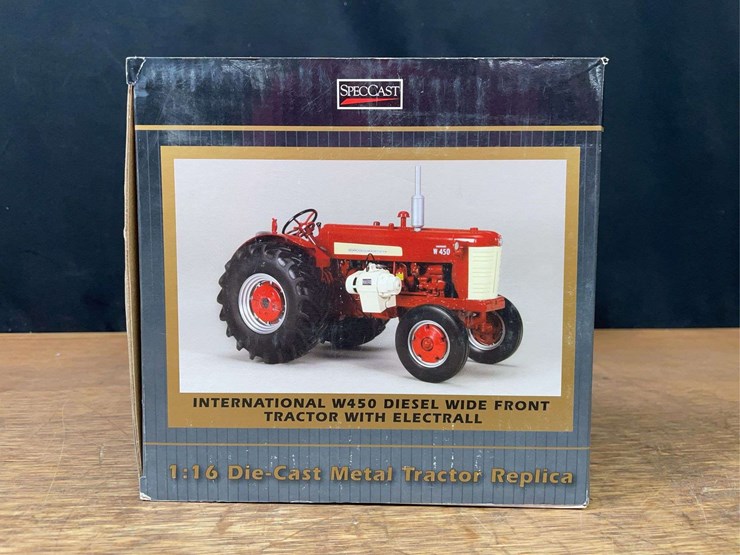 SPECCAST
W 450
INTERNATIONAL W450 DIESEL WIDE FRONT
TRACTOR WITH ELECTRALL
1:16 Die-Cast Metal Tractor Replica